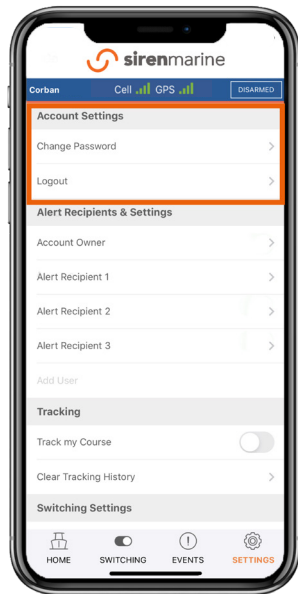 sirenmarine
Corban Cell GPS DISARMED
Account Settings
Change Password
Logout
Alert Recipients & Settings
Account Owner
Alert Recipient 1
Alert Recipient 2
Alert Recipient 3
Add User
Tracking
Track my Course
Clear Tracking History
Switching Settings
HOME SWITCHING EVENTS SETTINGS